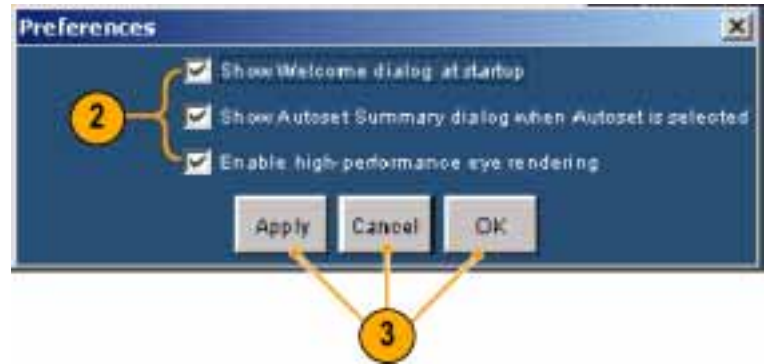 Preferences
Show Welcome dialog at startup
2
Show Autoset Summary dialog when Autoset is selected
Enable high-performance eye rendering
Apply Cancel OK
3